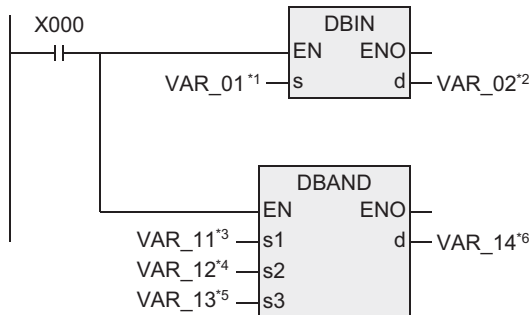 X000
DBIN
EN ENO
VAR_01*1 s d VAR_02*2
DBAND
EN ENO
VAR_11*3 s1 d VAR_14*6
VAR_12*4 s2
VAR_13*5 s3